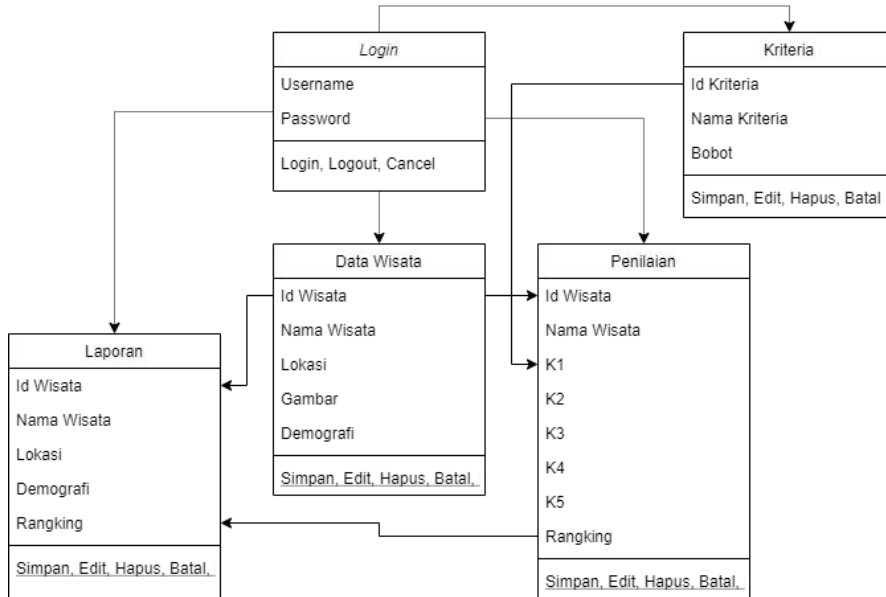 Login
Username
Password
Login, Logout, Cancel
Kriteria
Id Kriteria
Nama Kriteria
Bobot
Simpan, Edit, Hapus, Batal
Data Wisata
Id Wisata
Nama Wisata
Lokasi
Gambar
Demografi
Simpan, Edit, Hapus, Batal,
Penilaian
Id Wisata
Nama Wisata
K1
K2
K3
K4
K5
Rangking
Simpan, Edit, Hapus, Batal,
Laporan
Id Wisata
Nama Wisata
Lokasi
Demografi
Rangking
Simpan, Edit, Hapus, Batal,